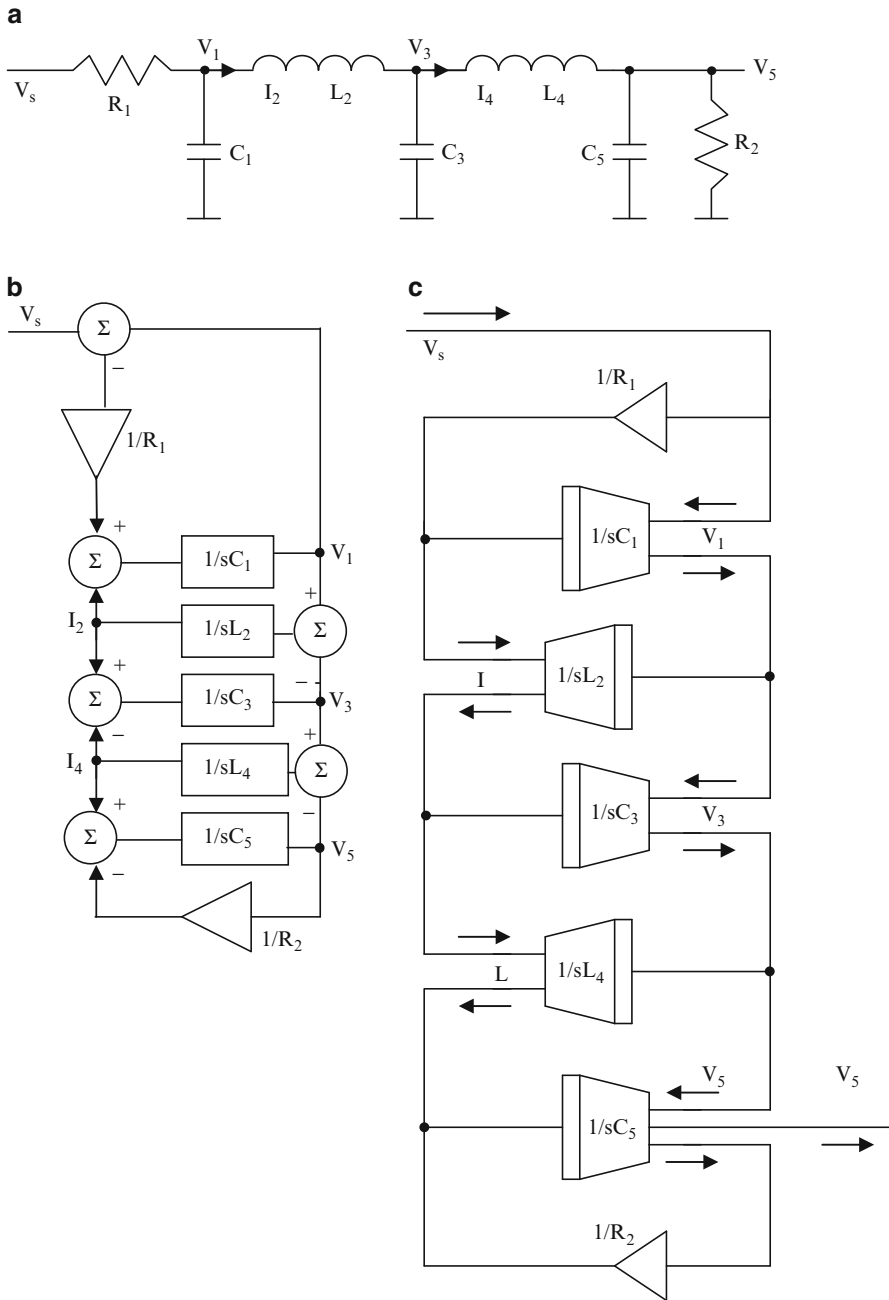 a
V₁ V₃ V₅
Vₛ R₁ I₂ L₂ I₄ L₄
C₁ C₃ C₅ R₂
b
Vₛ Σ
−
1/R₁
+
Σ 1/sC₁ V₁
+
I₂ 1/sL₂ Σ
+ − -
Σ 1/sC₃ V₃
− +
I₄ 1/sL₄ Σ
+ −
Σ 1/sC₅ V₅
−
1/R₂
c
Vₛ
1/R₁
1/sC₁ V₁
I 1/sL₂
1/sC₃ V₃
L 1/sL₄
V₅ V₅
1/sC₅
1/R₂